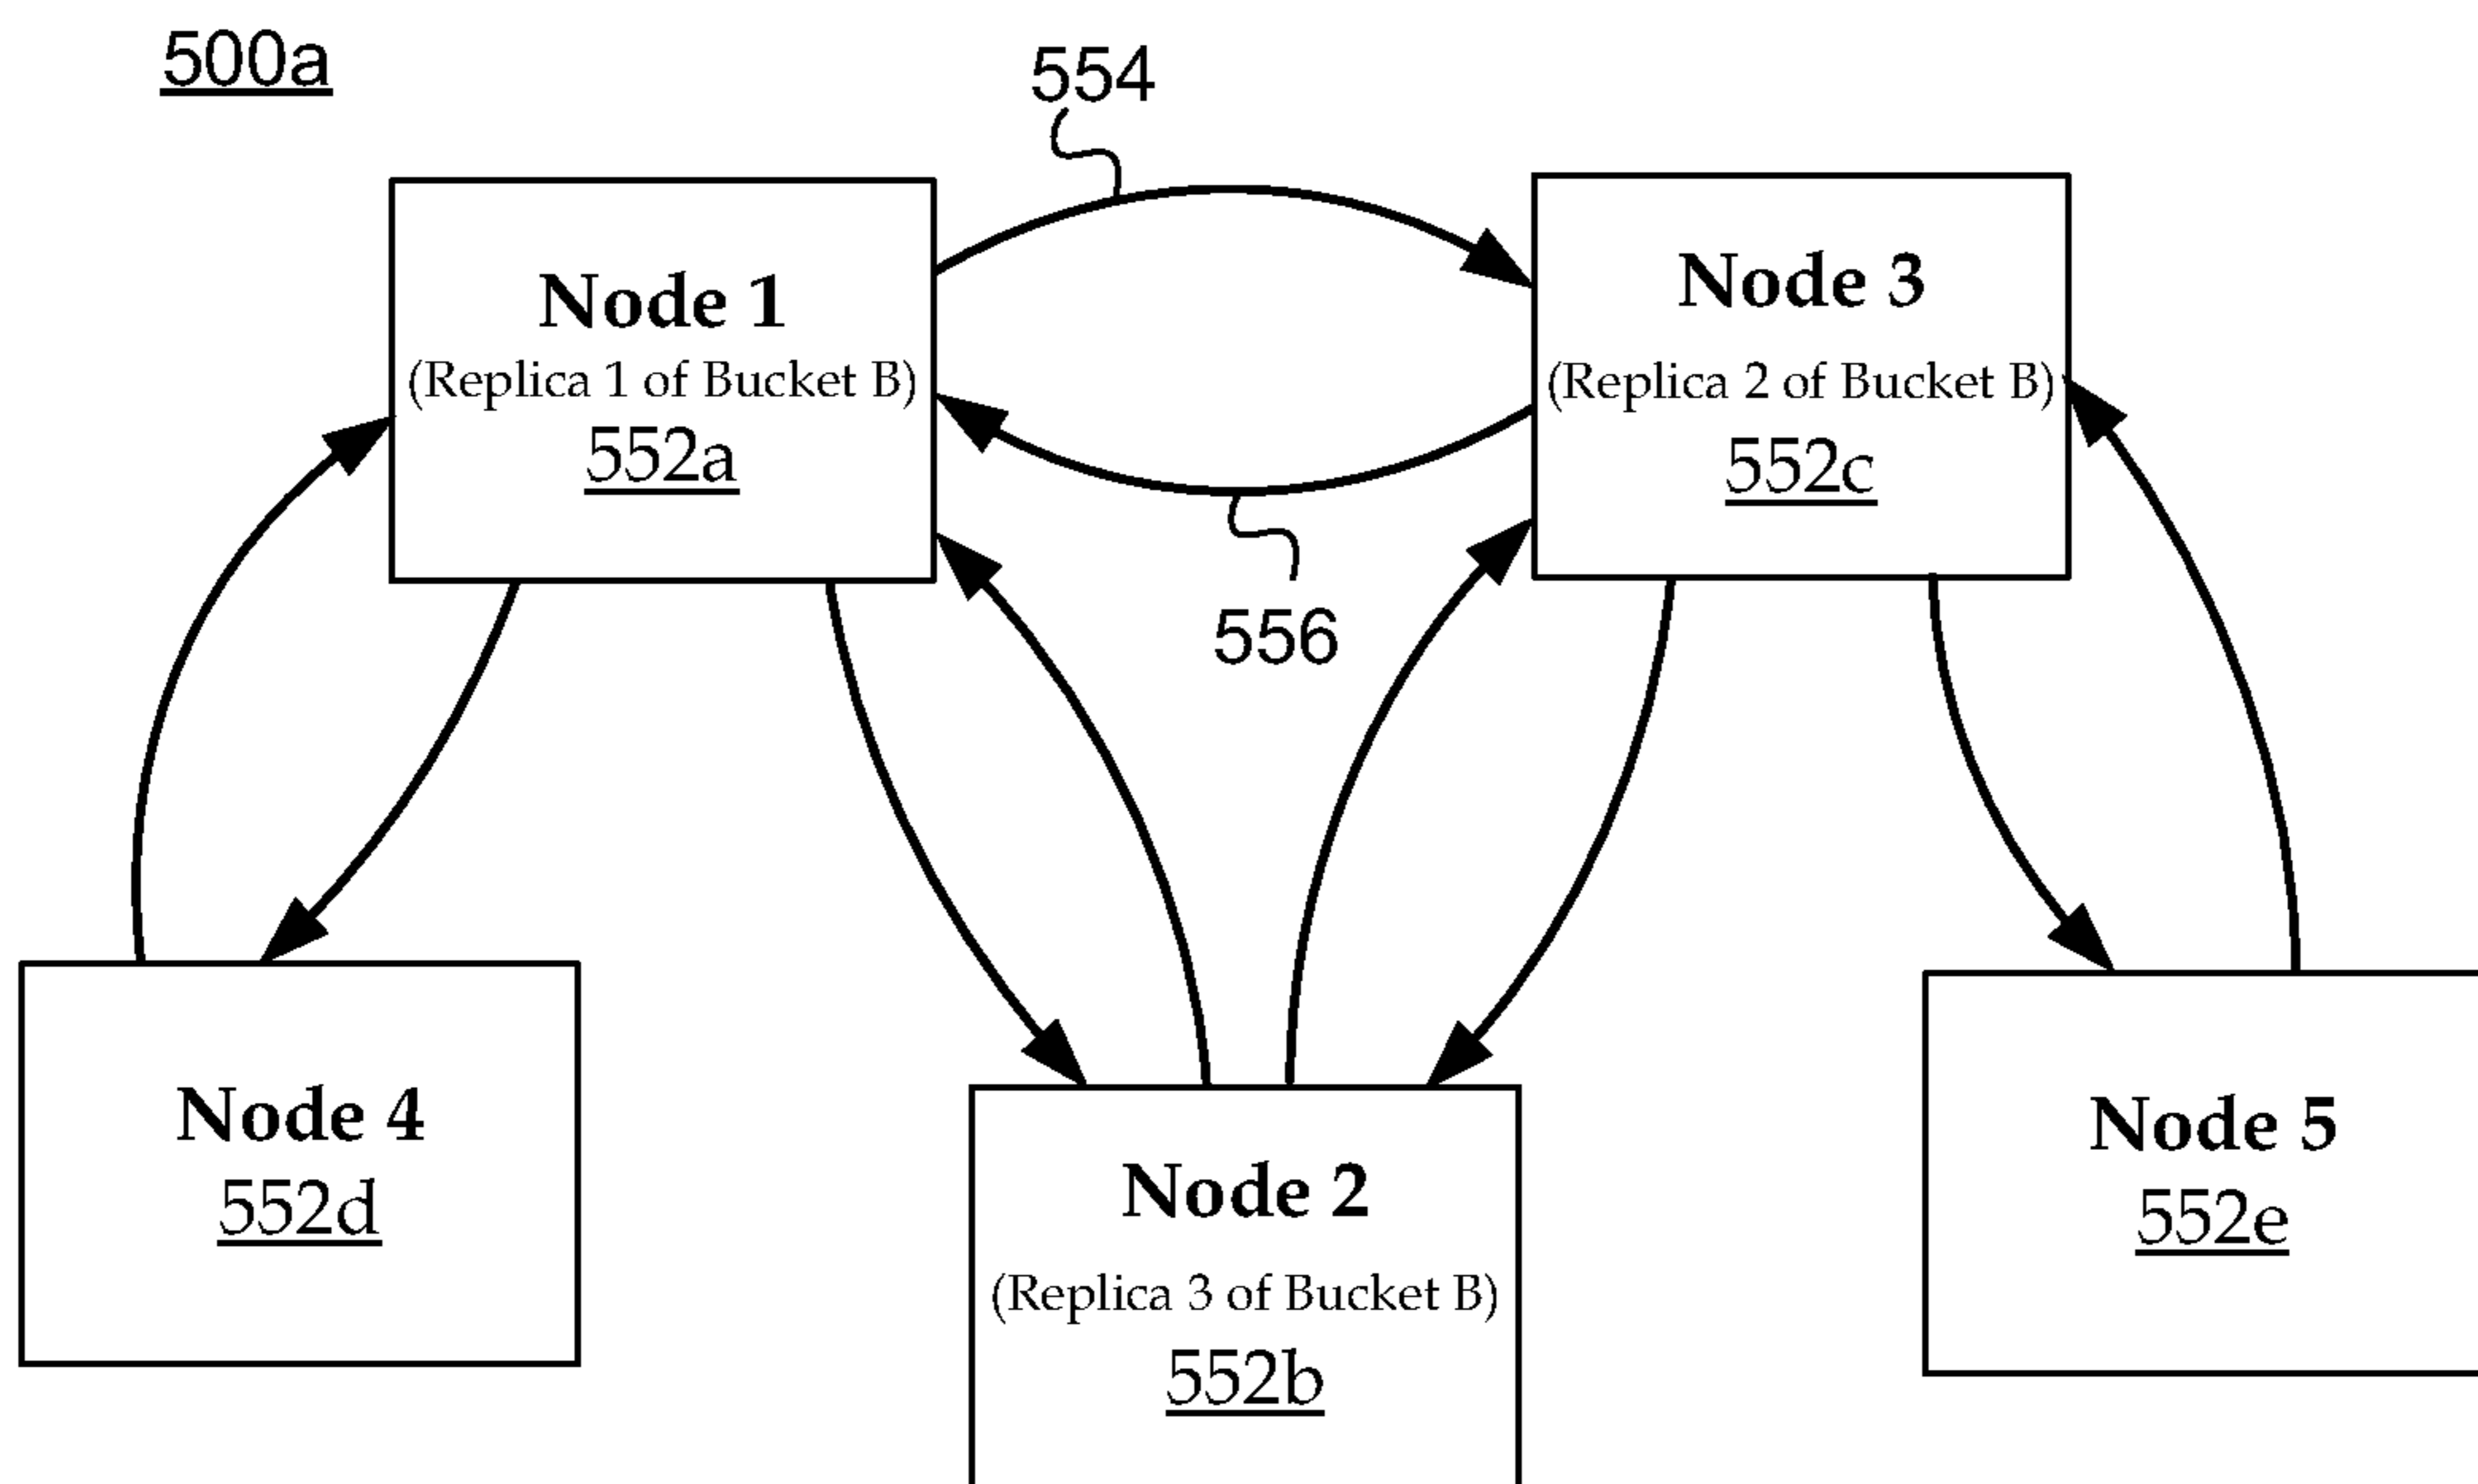 500a
554
Node 1
(Replica 1 of Bucket B)
552a
Node 3
(Replica 2 of Bucket B)
552c
556
Node 4
552d
Node 2
(Replica 3 of Bucket B)
552b
Node 5
552e